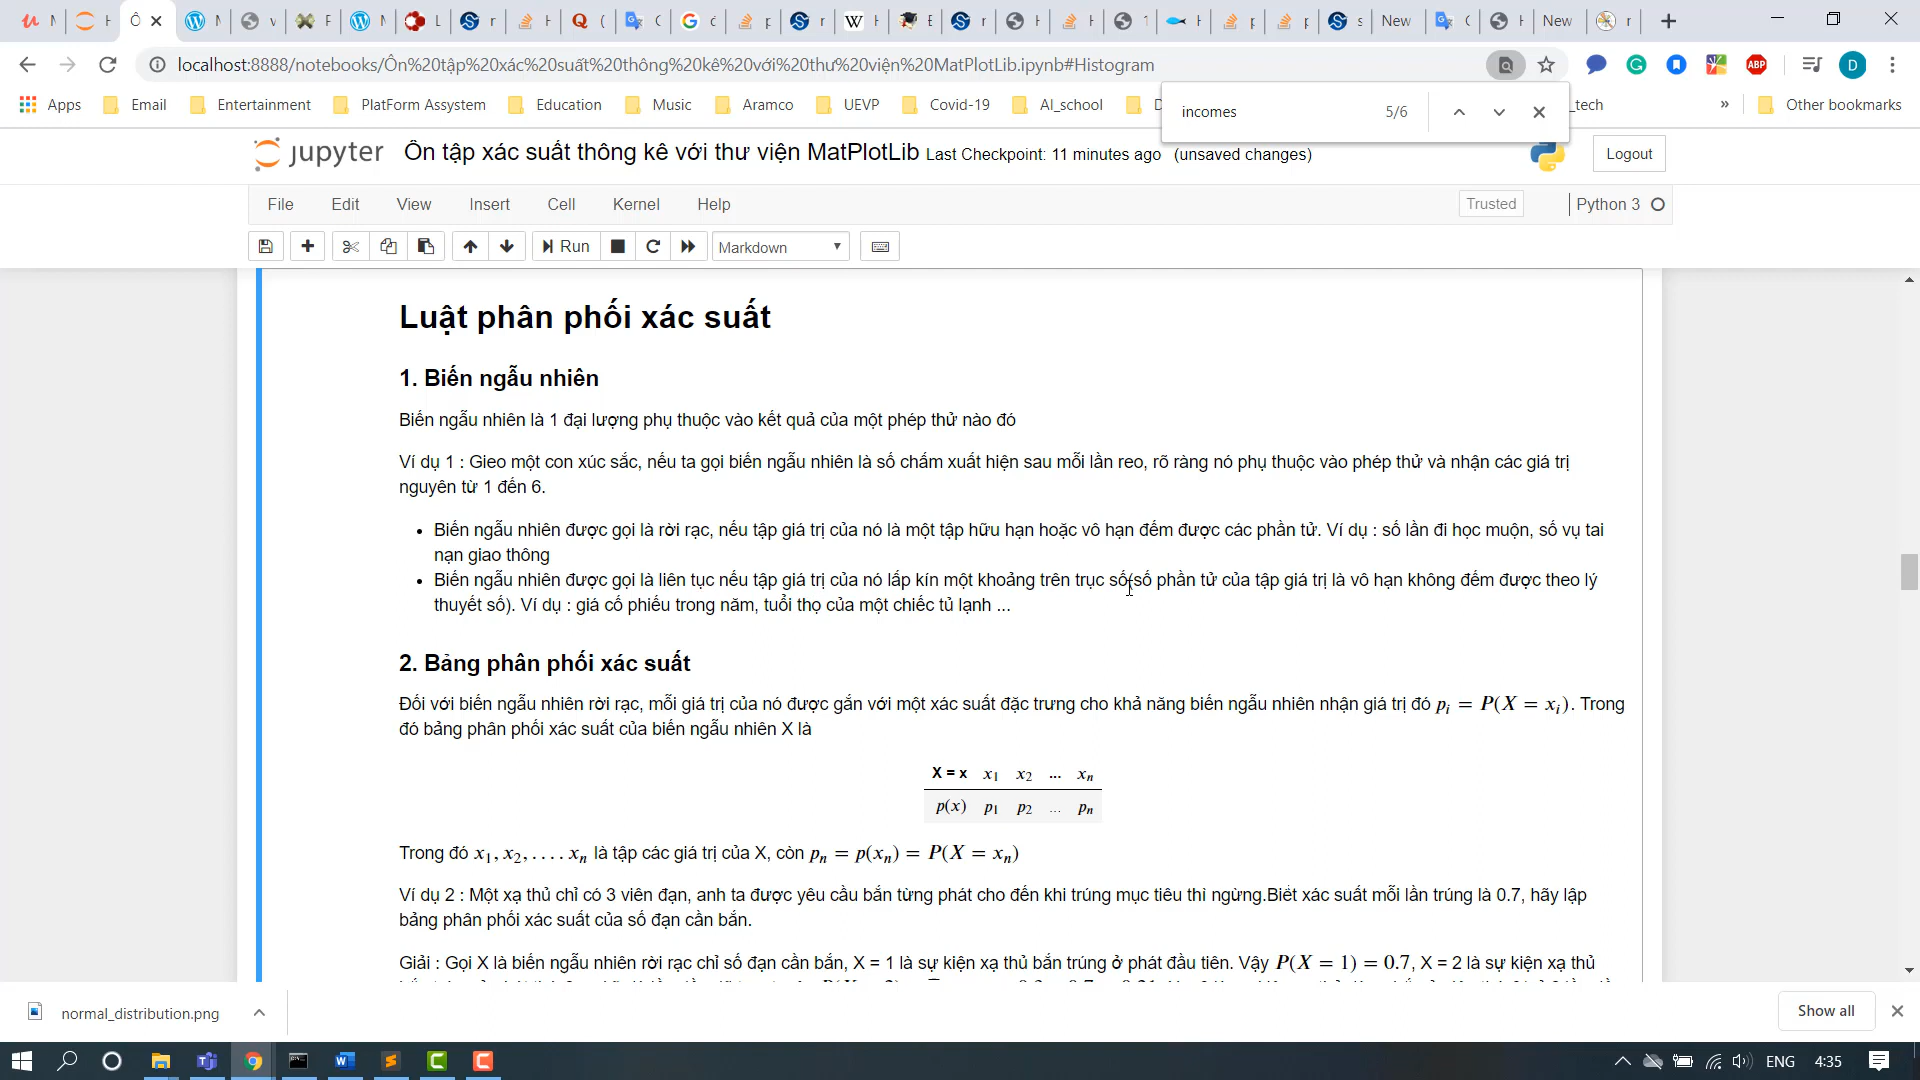 localhost:8888/notebooks/Ôn%20tập%20xác%20suất%20thông%20kê%20với%20thư%20viện%20MatPlotLib.ipynb#Histogram
Apps Email Entertainment PlatForm Assystem Education Music Aramco UEVP Covid-19 AI_school _tech » Other bookmarks
incomes 5/6
jupyter Ôn tập xác suất thông kê với thư viện MatPlotLib Last Checkpoint: 11 minutes ago (unsaved changes) Logout
File Edit View Insert Cell Kernel Help Trusted Python 3
Run Markdown
Luật phân phối xác suất
1. Biến ngẫu nhiên
Biến ngẫu nhiên là 1 đại lượng phụ thuộc vào kết quả của một phép thử nào đó
Ví dụ 1 : Gieo một con xúc sắc, nếu ta gọi biến ngẫu nhiên là số chấm xuất hiện sau mỗi lần reo, rõ ràng nó phụ thuộc vào phép thử và nhận các giá trị
nguyên từ 1 đến 6.
• Biến ngẫu nhiên được gọi là rời rạc, nếu tập giá trị của nó là một tập hữu hạn hoặc vô hạn đếm được các phần tử. Ví dụ : số lần đi học muộn, số vụ tai
nạn giao thông
• Biến ngẫu nhiên được gọi là liên tục nếu tập giá trị của nó lấp kín một khoảng trên trục số(số phần tử của tập giá trị là vô hạn không đếm được theo lý
thuyết số). Ví dụ : giá cổ phiếu trong năm, tuổi thọ của một chiếc tủ lạnh ...
2. Bảng phân phối xác suất
Đối với biến ngẫu nhiên rời rạc, mỗi giá trị của nó được gắn với một xác suất đặc trưng cho khả năng biến ngẫu nhiên nhận giá trị đó pᵢ = P(X = xᵢ). Trong
đó bảng phân phối xác suất của biến ngẫu nhiên X là
X = x x₁ x₂ ... xₙ
p(x) p₁ p₂ ... pₙ
Trong đó x₁, x₂, .... xₙ là tập các giá trị của X, còn pₙ = p(xₙ) = P(X = xₙ)
Ví dụ 2 : Một xạ thủ chỉ có 3 viên đạn, anh ta được yêu cầu bắn từng phát cho đến khi trúng mục tiêu thì ngừng.Biết xác suất mỗi lần trúng là 0.7, hãy lập
bảng phân phối xác suất của số đạn cần bắn.
Giải : Gọi X là biến ngẫu nhiên rời rạc chỉ số đạn cần bắn, X = 1 là sự kiện xạ thủ bắn trúng ở phát đầu tiên. Vậy P(X = 1) = 0.7, X = 2 là sự kiện xạ thủ
normal_distribution.png Show all
ENG 4:35